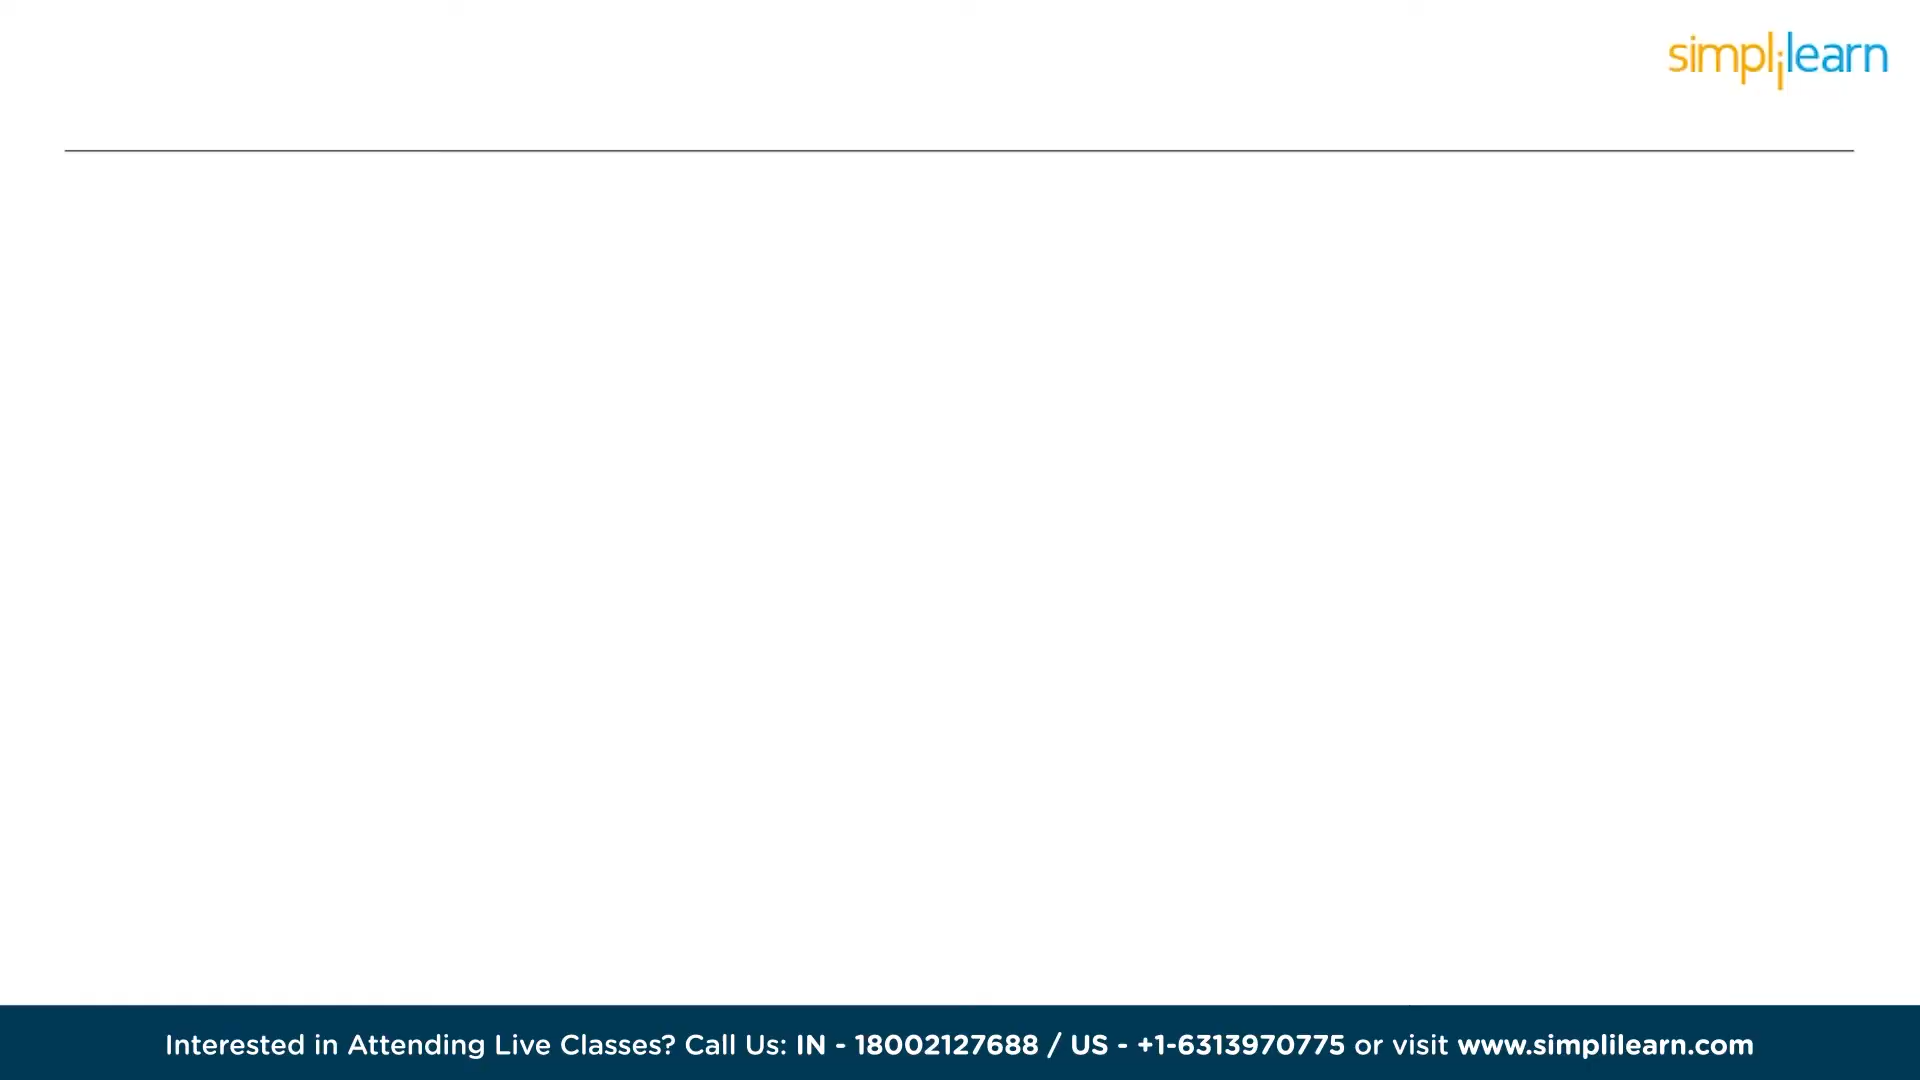 simplilearn
Interested in Attending Live Classes? Call Us: IN - 18002127688 / US - +1-6313970775 or visit www.simplilearn.com